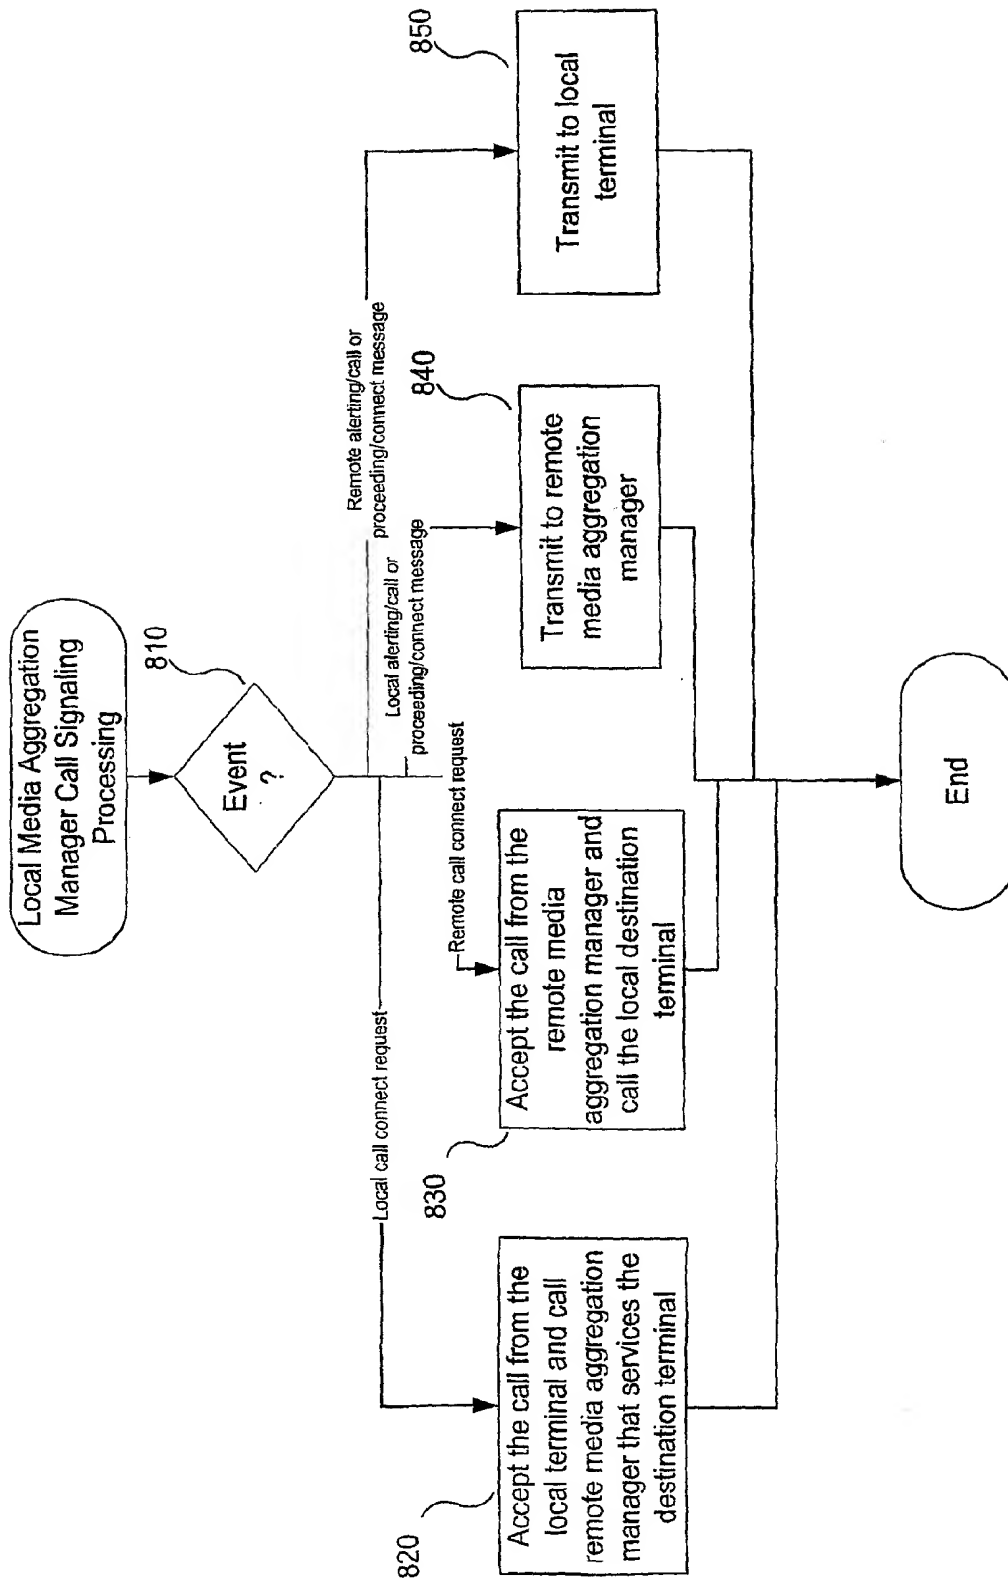 Local Media Aggregation
Manager Call Signaling
Processing
810
Event
?
Local call connect request
Remote call connect request
Local alerting/call or
proceeding/connect message
Remote alerting/call or
proceeding/connect message
820
Accept the call from the
local terminal and call
remote media aggregation
manager that services the
destination terminal
830
Accept the call from the
remote media
aggregation manager and
call the local destination
terminal
840
Transmit to remote
media aggregation
manager
850
Transmit to local
terminal
End